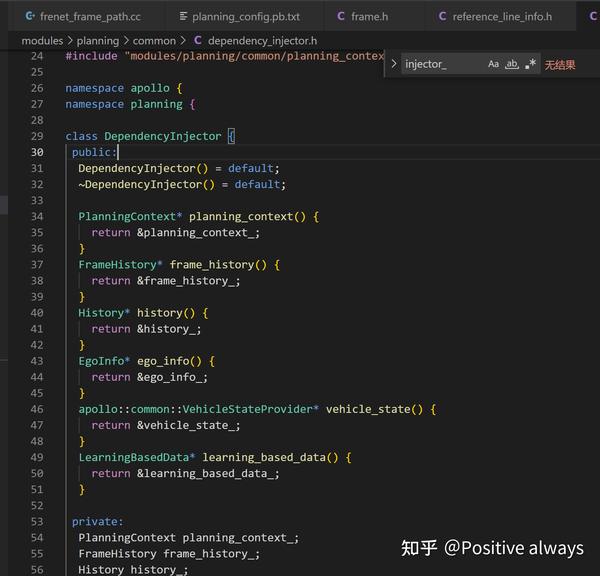 frenet_frame_path.cc planning_config.pb.txt C frame.h C reference_line_info.h C
modules > planning > common > C dependency_injector.h
24 #include "modules/planning/common/planning_contex
> injector_ Aa ab .* 无结果
25
26 namespace apollo {
27 namespace planning {
28
29 class DependencyInjector {
30 public:
31 DependencyInjector() = default;
32 ~DependencyInjector() = default;
33
34 PlanningContext* planning_context() {
35 return &planning_context_;
36 }
37 FrameHistory* frame_history() {
38 return &frame_history_;
39 }
40 History* history() {
41 return &history_;
42 }
43 EgoInfo* ego_info() {
44 return &ego_info_;
45 }
46 apollo::common::VehicleStateProvider* vehicle_state() {
47 return &vehicle_state_;
48 }
49 LearningBasedData* learning_based_data() {
50 return &learning_based_data_;
51 }
52
53 private:
54 PlanningContext planning_context_;
55 FrameHistory frame_history_;
56 History history_;
知乎 @Positive always